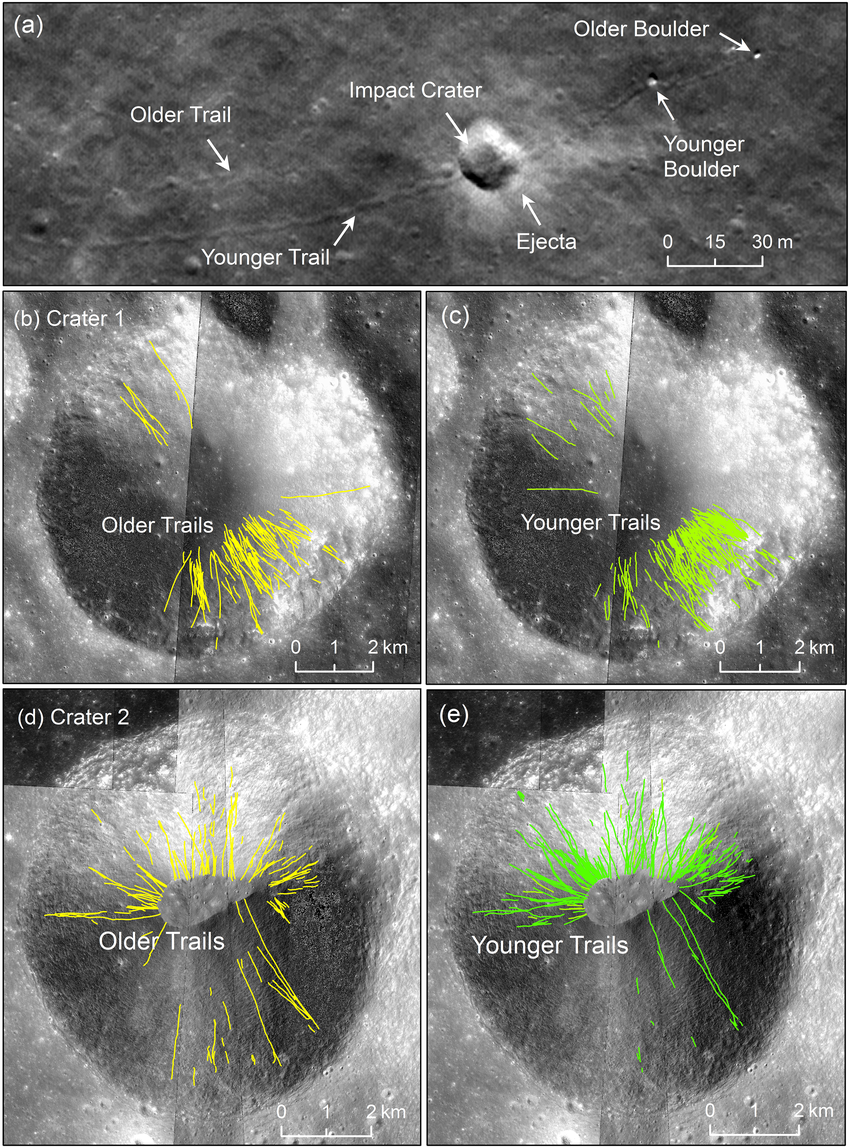 (a)
Older Boulder
Impact Crater
Older Trail
Younger
Boulder
Younger Trail
Ejecta
0 15 30 m
(b) Crater 1
(c)
Older Trails
Younger Trails
0 1 2 km
0 1 2 km
(d) Crater 2
(e)
Older Trails
Younger Trails
0 1 2 km
0 1 2 km